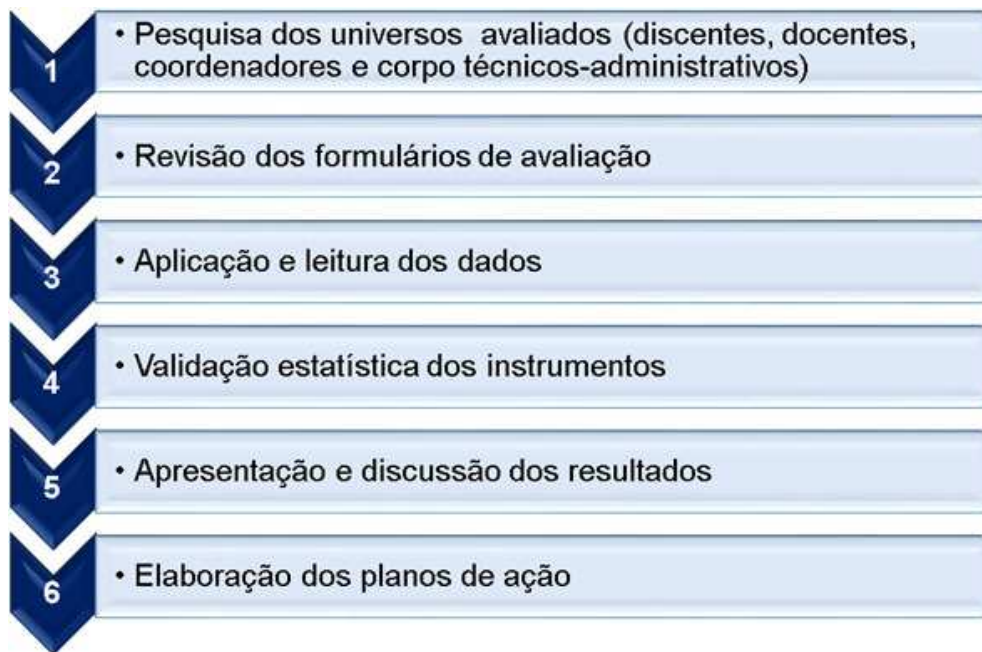 1
• Pesquisa dos universos avaliados (discentes, docentes,
coordenadores e corpo técnicos-administrativos)
2
• Revisão dos formulários de avaliação
3
• Aplicação e leitura dos dados
4
• Validação estatística dos instrumentos
5
• Apresentação e discussão dos resultados
6
• Elaboração dos planos de ação